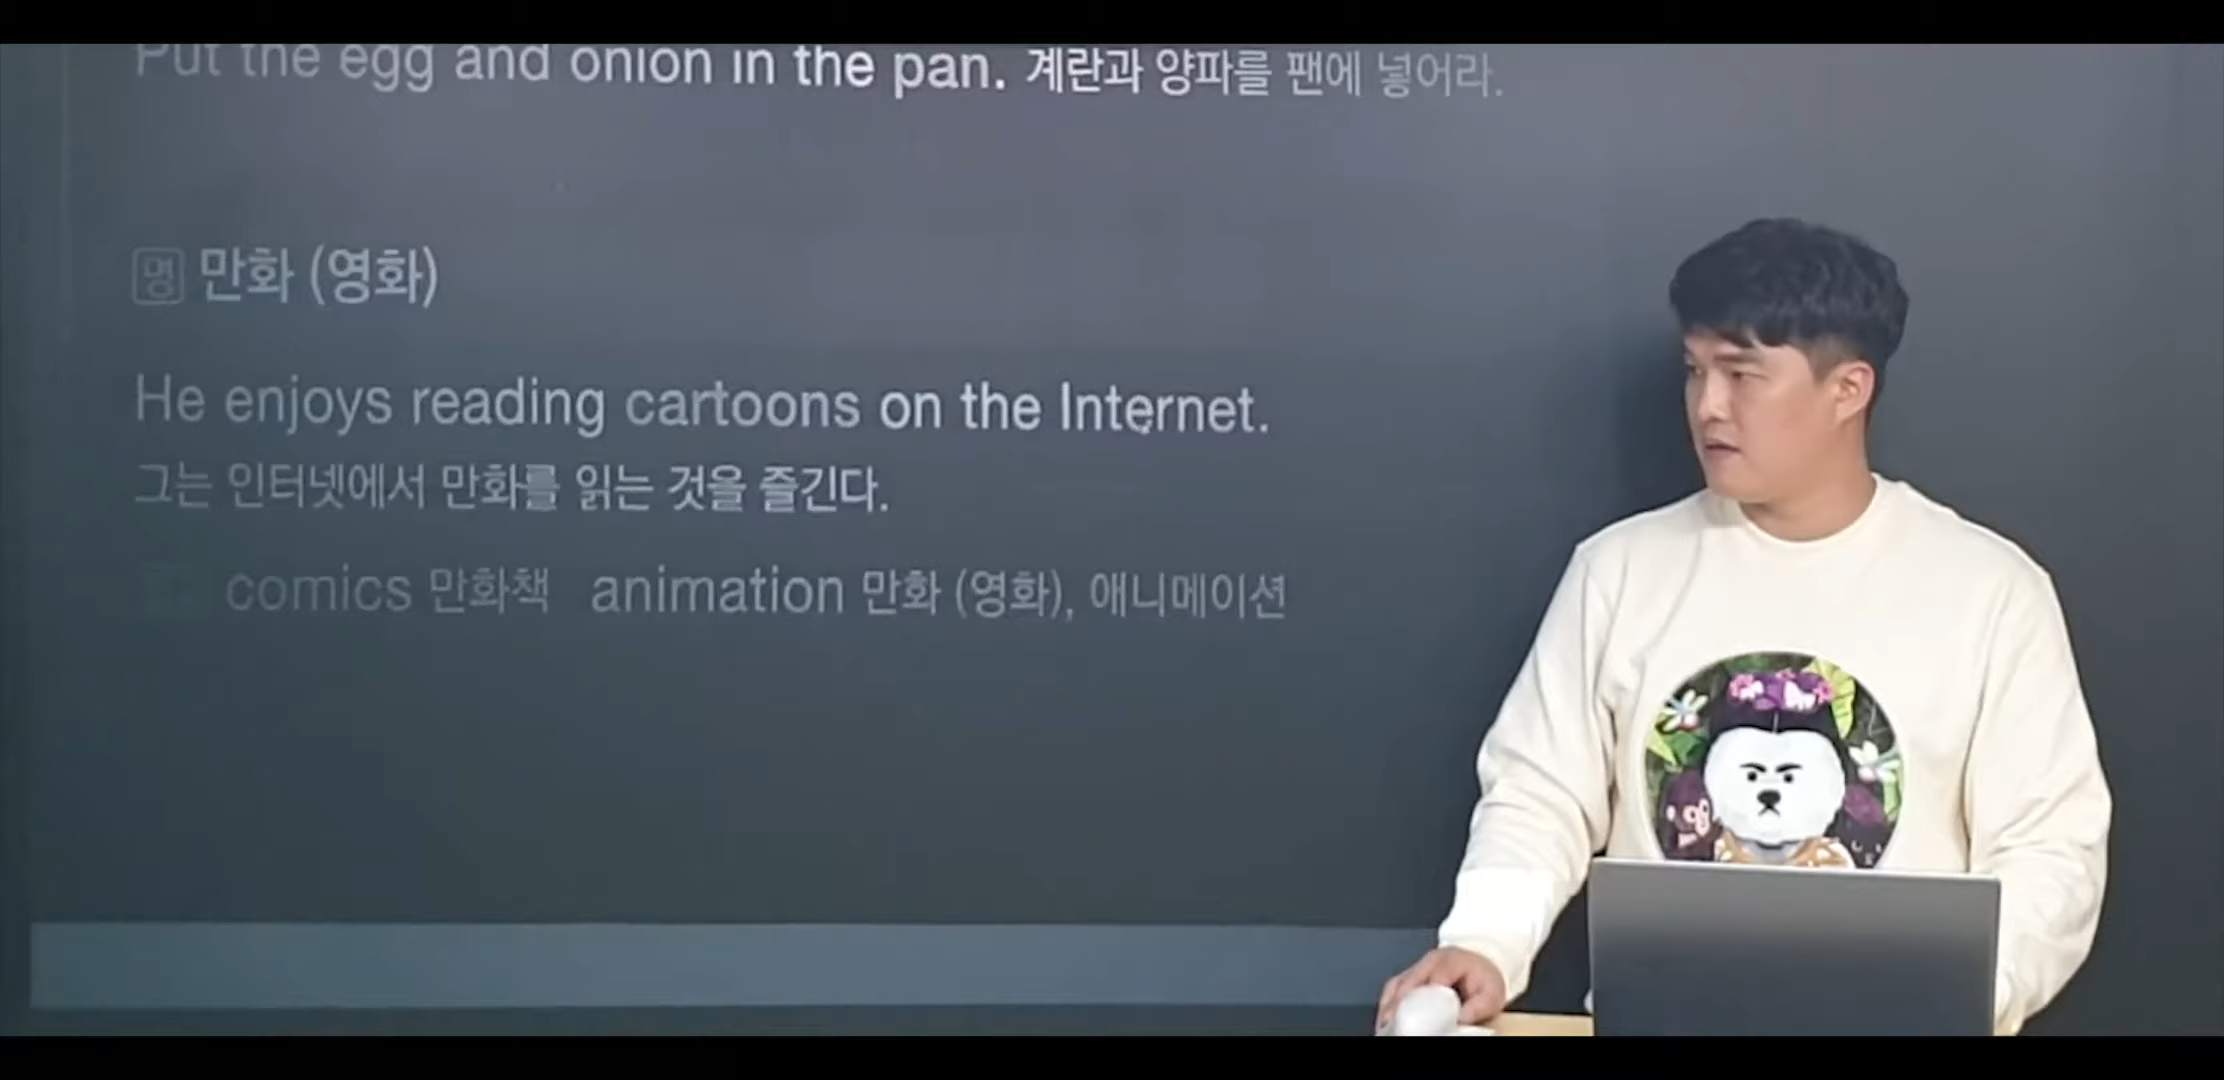 Put the egg and onion in the pan. 계란과 양파를 팬에 넣어라.
명 만화 (영화)
He enjoys reading cartoons on the Internet.
그는 인터넷에서 만화를 읽는 것을 즐긴다.
comics 만화책 animation 만화 (영화), 애니메이션